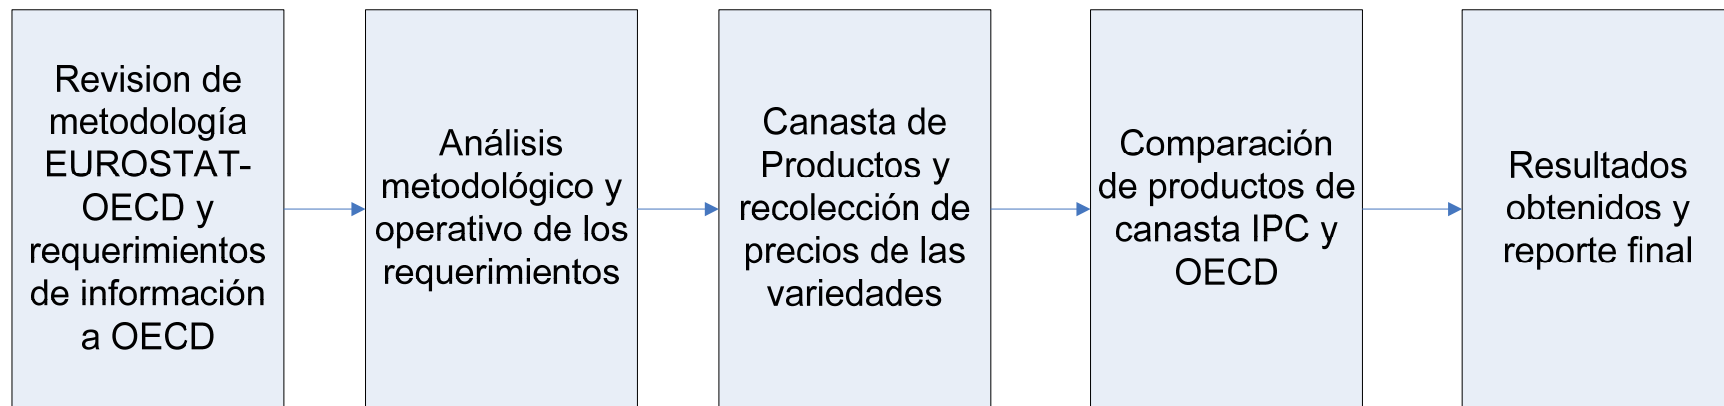 Revision de
metodología
EUROSTAT-
OECD y
requerimientos
de información
a OECD
Análisis
metodológico y
operativo de los
requerimientos
Canasta de
Productos y
recolección de
precios de las
variedades
Comparación
de productos de
canasta IPC y
OECD
Resultados
obtenidos y
reporte final